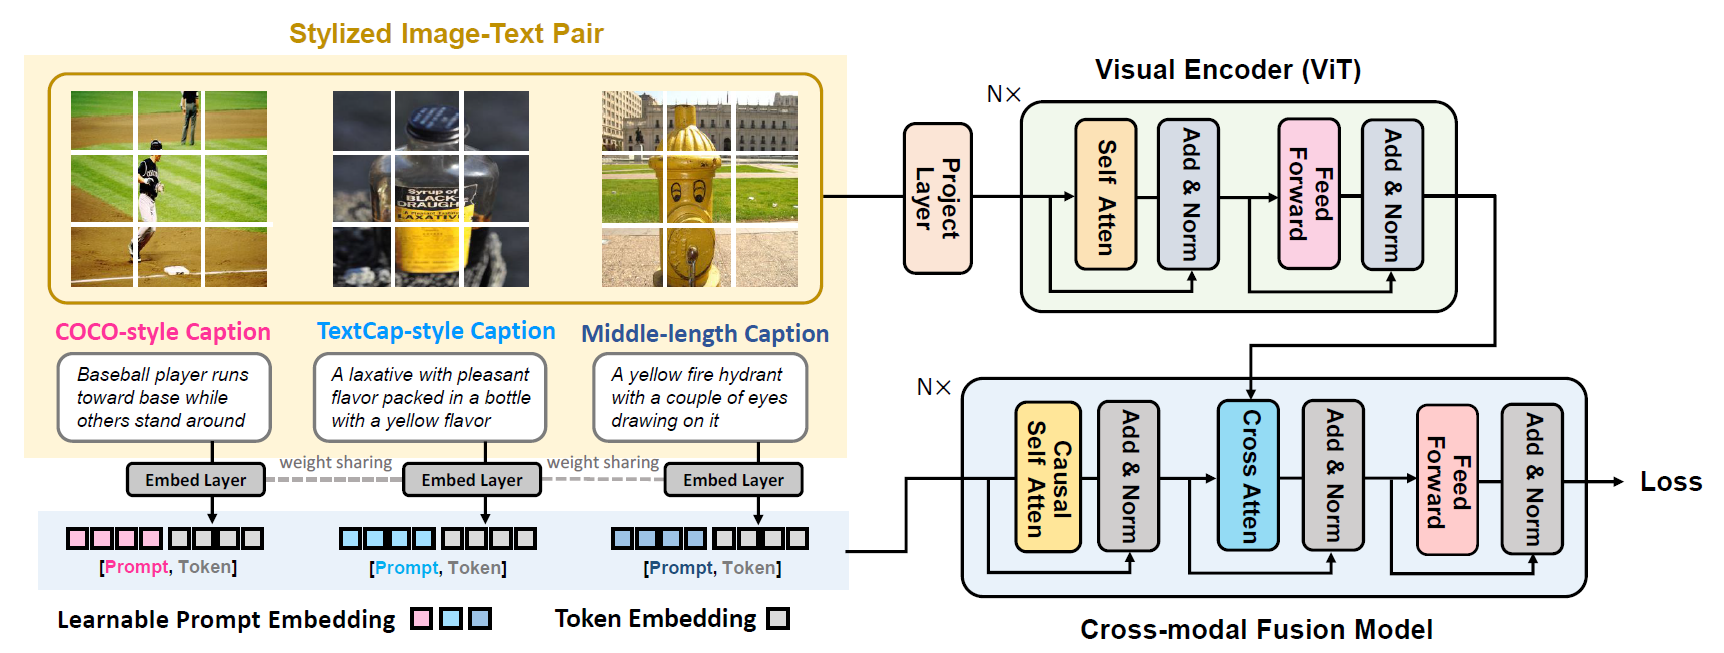 Stylized Image-Text Pair
Syrup of
BLACK-
DRAUGHT
LAXATIVE
COCO-style Caption
TextCap-style Caption
Middle-length Caption
Baseball player runs
toward base while
others stand around
A laxative with pleasant
flavor packed in a bottle
with a yellow flavor
A yellow fire hydrant
with a couple of eyes
drawing on it
Embed Layer
weight sharing
Embed Layer
weight sharing
Embed Layer
[Prompt, Token]
[Prompt, Token]
[Prompt, Token]
Learnable Prompt Embedding
Token Embedding
Project
Layer
Visual Encoder (ViT)
N×
Self Atten
Add & Norm
Feed
Forward
Add & Norm
N×
Causal
Self Atten
Add & Norm
Cross Atten
Add & Norm
Feed
Forward
Add & Norm
Loss
Cross-modal Fusion Model